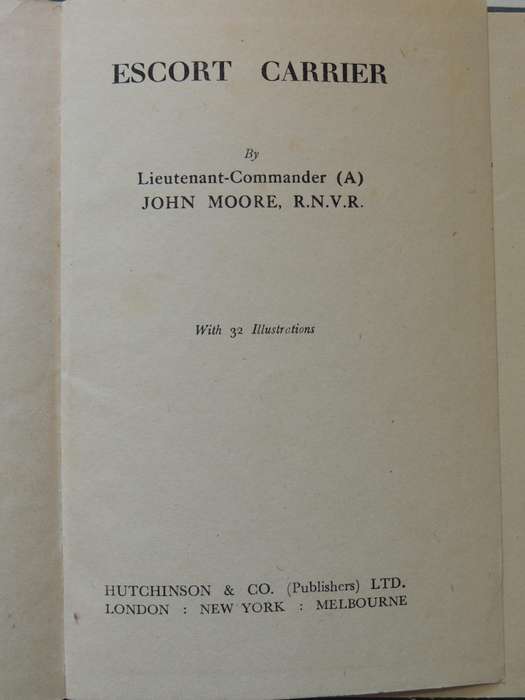 ESCORT CARRIER
By
Lieutenant-Commander (A)
JOHN MOORE, R.N.V.R.
With 32 Illustrations
HUTCHINSON & CO. (Publishers) LTD.
LONDON : NEW YORK : MELBOURNE